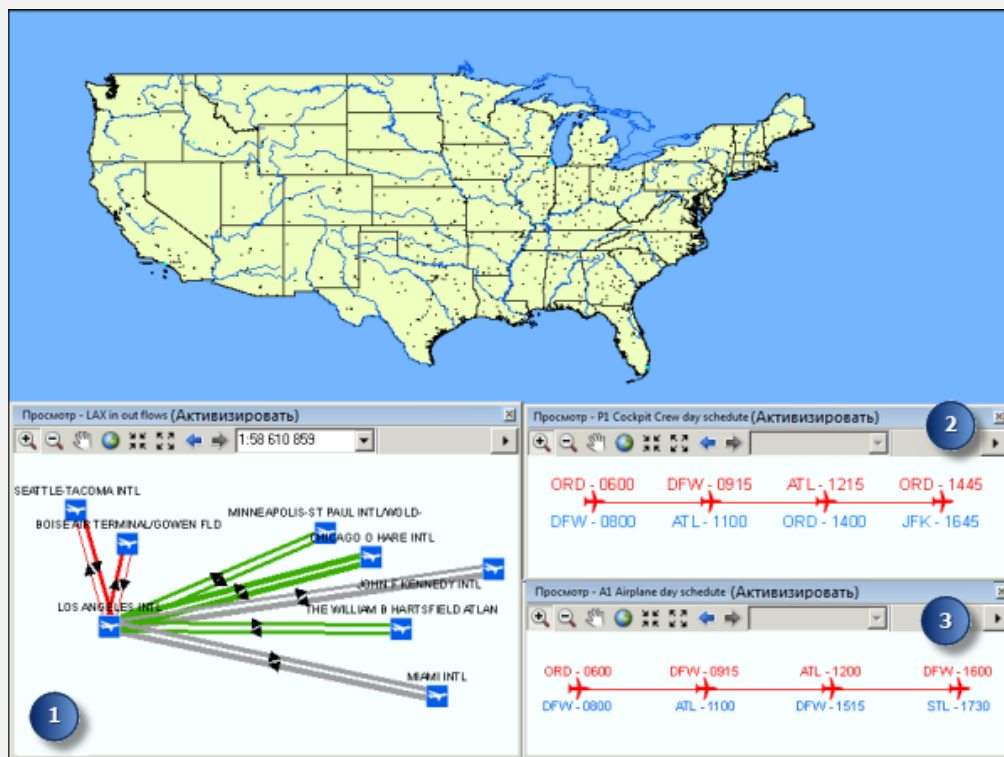 Просмотр - LAX in out flows (Активизировать)
1:58 610 859
SEATTLE-TACOMA INTL
BOISE AIR TERMINAL/GOWEN FLD
MINNEAPOLIS-ST PAUL INTL/WOLD-
CHICAGO O HARE INTL
JOHN F KENNEDY INTL
LOS ANGELES INTL
THE WILLIAM B HARTSFIELD ATLAN
MIAMI INTL
1
Просмотр - P1 Cockpit Crew day schedute (Активизировать)
2
ORD - 0600 DFW - 0915 ATL - 1215 ORD - 1445
DFW - 0800 ATL - 1100 ORD - 1400 JFK - 1645
Просмотр - A1 Airplane day schedute (Активизировать)
3
ORD - 0600 DFW - 0915 ATL - 1200 DFW - 1600
DFW - 0800 ATL - 1100 DFW - 1515 STL - 1730